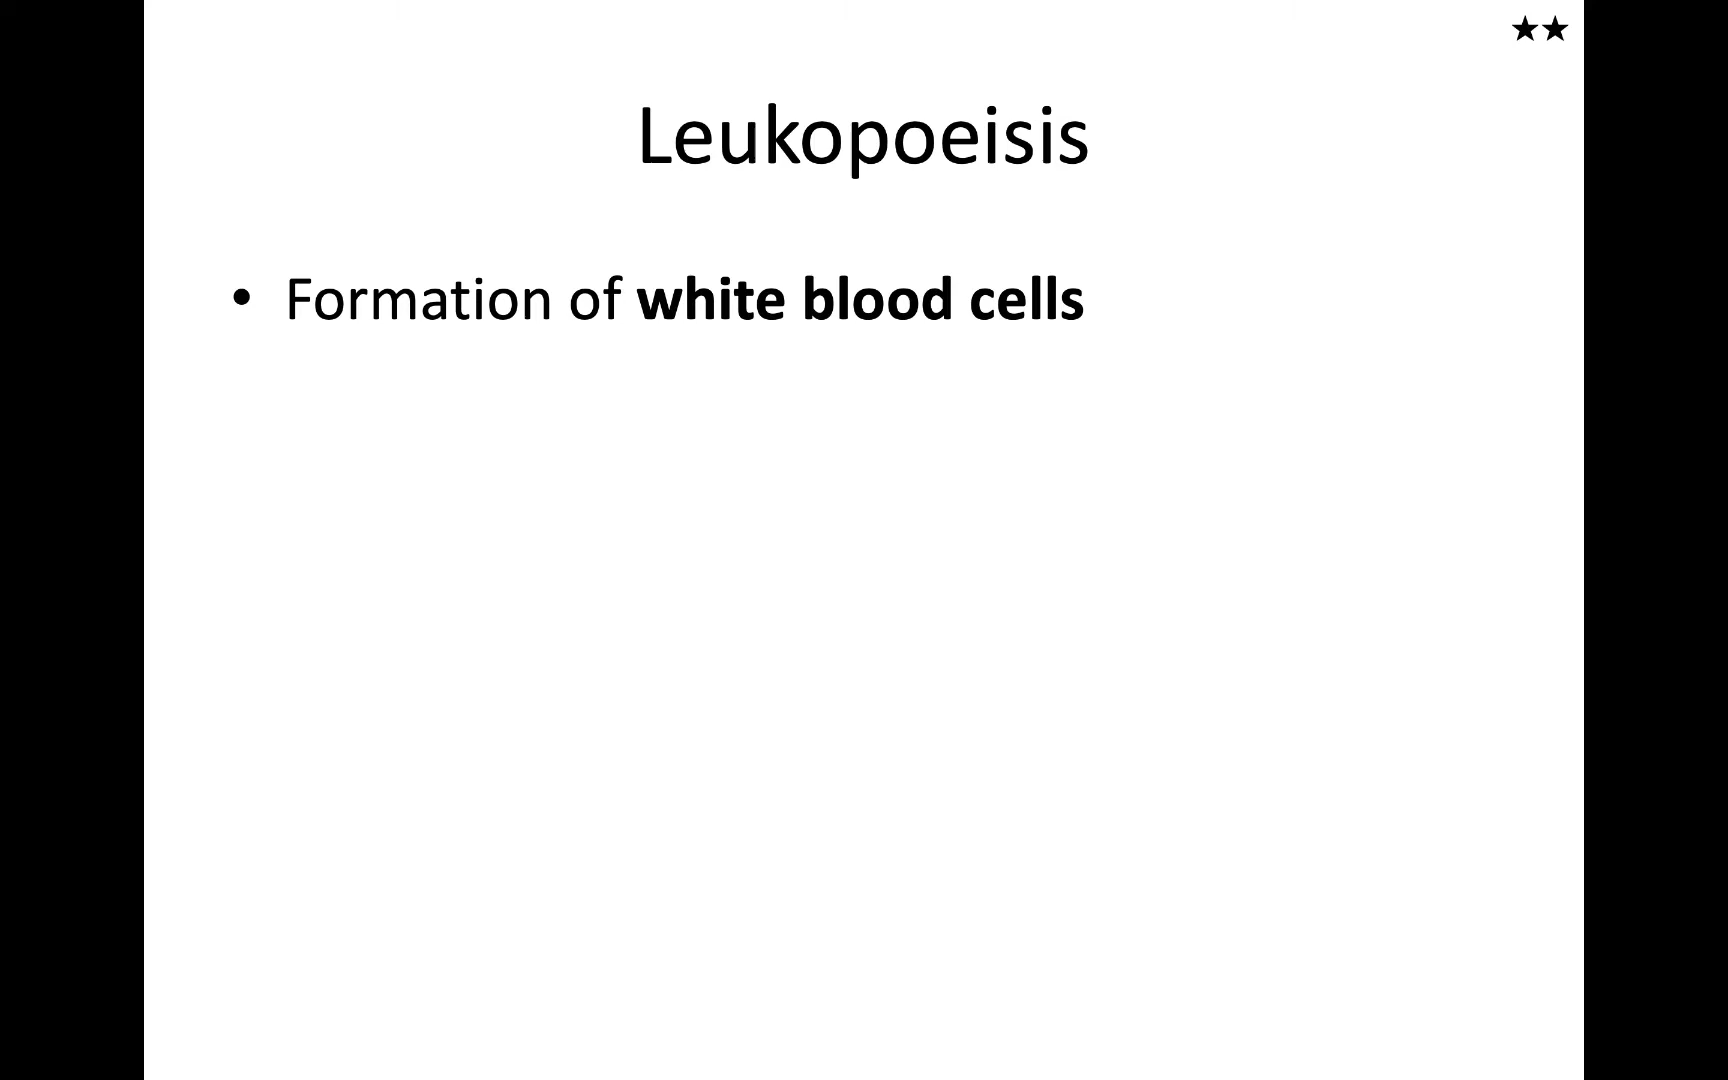 ★★
Leukopoeisis
• Formation of white blood cells